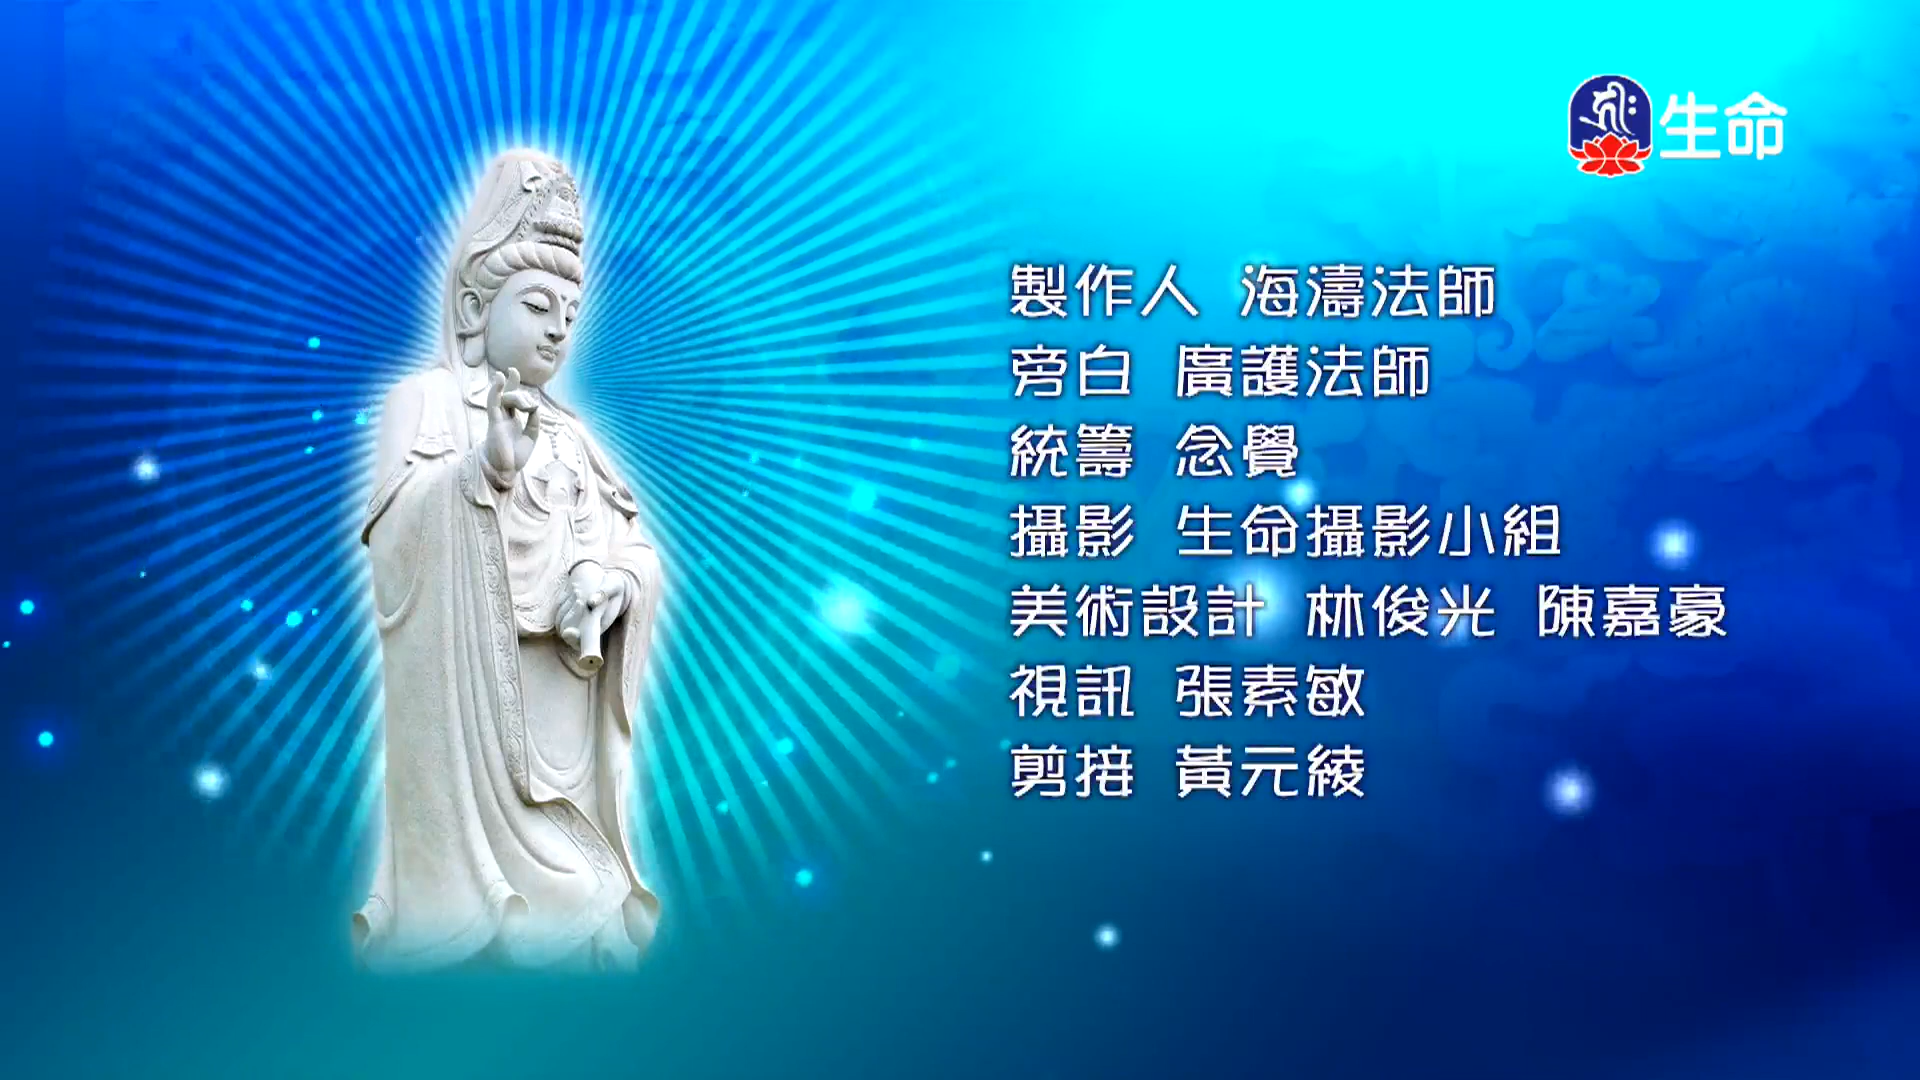 生命
製作人 海濤法師
旁白 廣護法師
統籌 念覺
攝影 生命攝影小組
美術設計 林俊光 陳嘉豪
視訊 張素敏
剪接 黃元綾